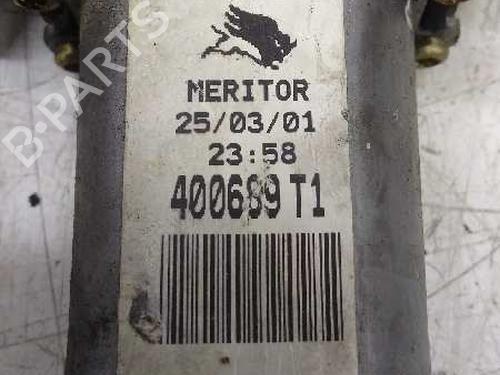 B-PARTS
MERITOR
25/03/01
23:58
400689 T1